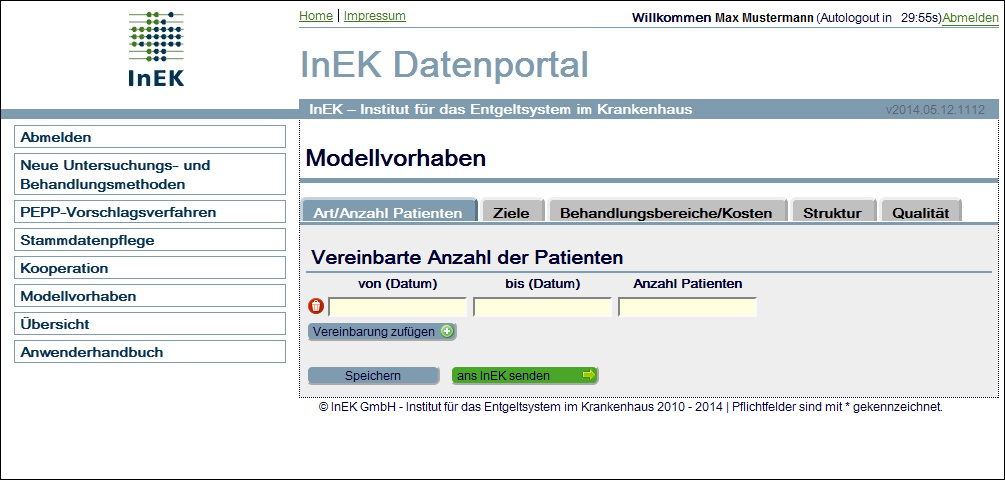 Home | Impressum
Willkommen Max Mustermann (Autologout in 29:55s) Abmelden
InEK
InEK Datenportal
InEK – Institut für das Entgeltsystem im Krankenhaus v2014.05.12.1112
Abmelden
Neue Untersuchungs- und
Behandlungsmethoden
PEPP-Vorschlagsverfahren
Stammdatenpflege
Kooperation
Modellvorhaben
Übersicht
Anwenderhandbuch
Modellvorhaben
Art/Anzahl Patienten Ziele Behandlungsbereiche/Kosten Struktur Qualität
Vereinbarte Anzahl der Patienten
von (Datum) bis (Datum) Anzahl Patienten
Vereinbarung zufügen
Speichern ans InEK senden
© InEK GmbH - Institut für das Entgeltsystem im Krankenhaus 2010 - 2014 | Pflichtfelder sind mit * gekennzeichnet.